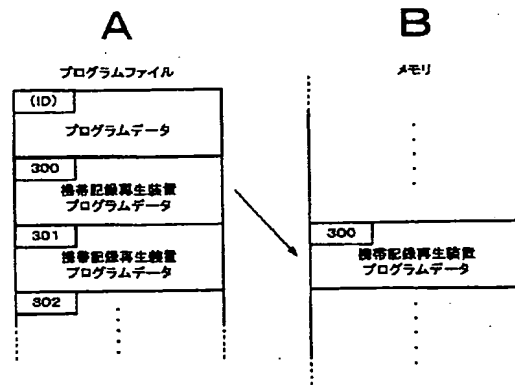 A
プログラムファイル
(ID)
プログラムデータ
300
携帯記録再生装置
プログラムデータ
301
携帯記録再生装置
プログラムデータ
302
B
メモリ
300
携帯記録再生装置
プログラムデータ